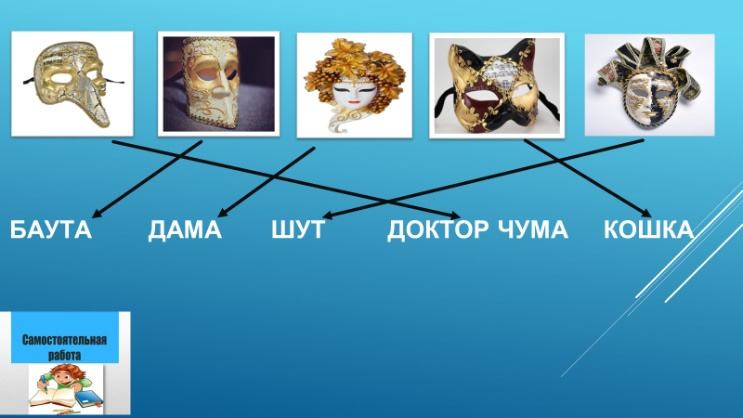 БАУТА ДАМА ШУТ ДОКТОР ЧУМА КОШКА
Самостоятельная
работа